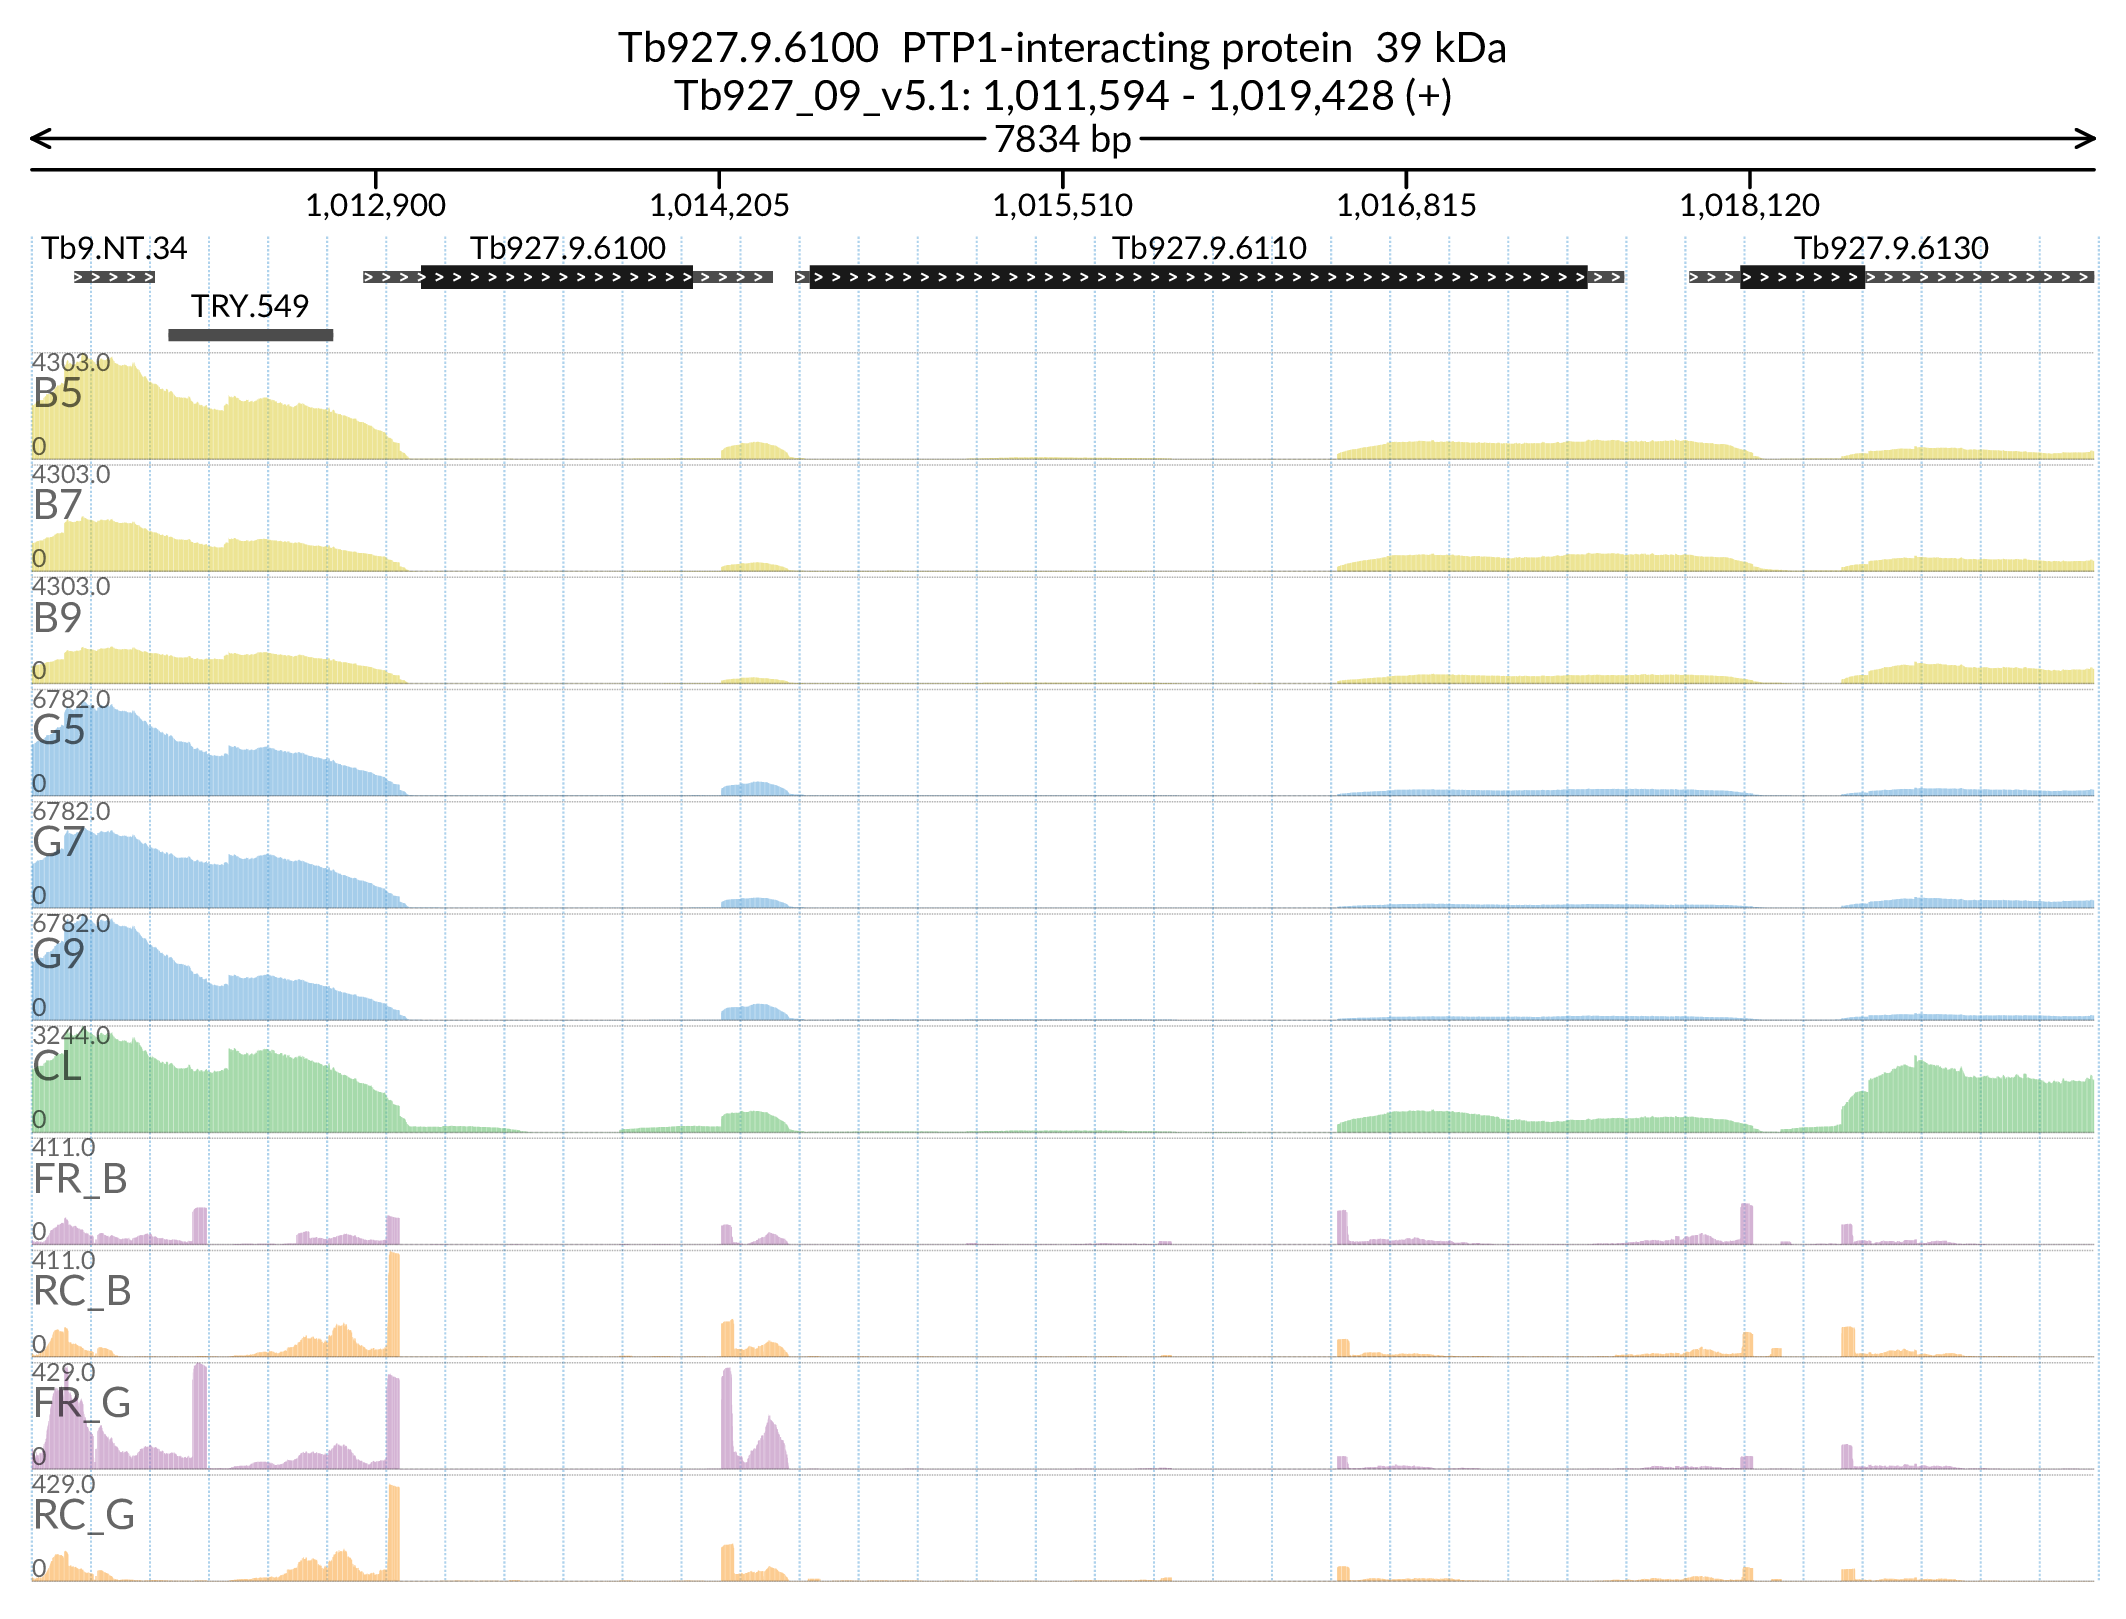 Tb927.9.6100  PTP1-interacting protein  39 kDa
Tb927_09_v5.1: 1,011,594 - 1,019,428 (+)
7834 bp
1,012,900 1,014,205 1,015,510 1,016,815 1,018,120
Tb9.NT.34 Tb927.9.6100 Tb927.9.6110 Tb927.9.6130
TRY.549
4303.0
B5
0
4303.0
B7
0
4303.0
B9
0
6782.0
G5
0
6782.0
G7
0
6782.0
G9
0
3244.0
CL
0
411.0
FR_B
0
411.0
RC_B
0
429.0
FR_G
0
429.0
RC_G
0